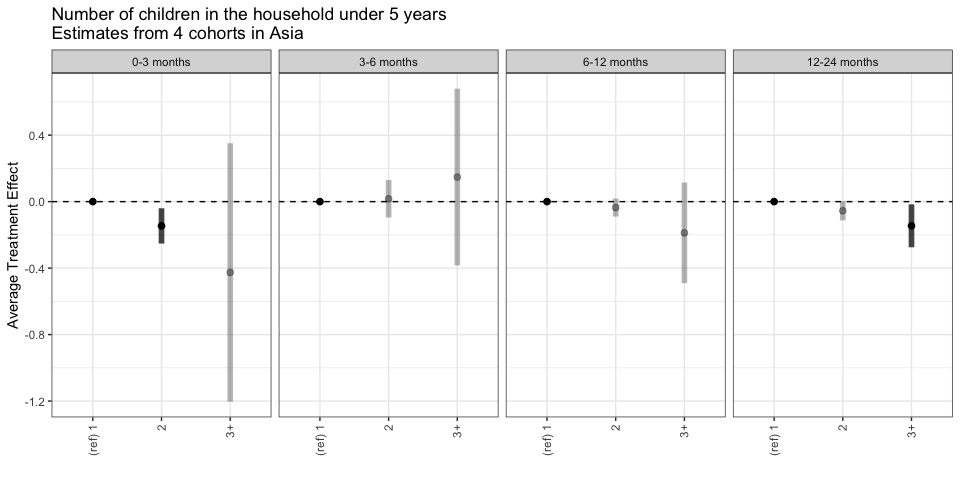 Number of children in the household under 5 years
Estimates from 4 cohorts in Asia
0-3 months
3-6 months
6-12 months
12-24 months
Average Treatment Effect
0.4
0.0
-0.4
-0.8
-1.2
(ref) 1
2
3+
(ref) 1
2
3+
(ref) 1
2
3+
(ref) 1
2
3+